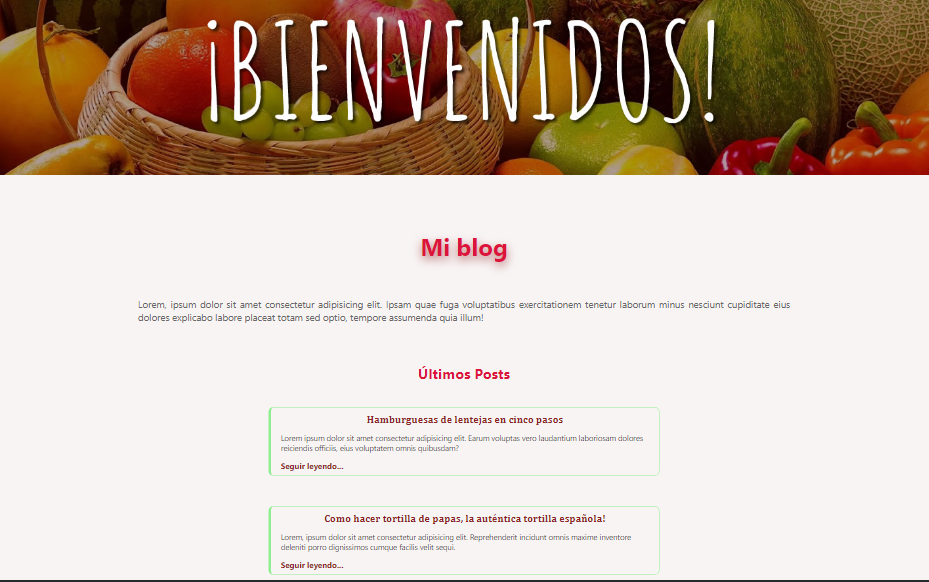 ¡BIENVENIDOS!
Mi blog
Lorem, ipsum dolor sit amet consectetur adipisicing elit. Ipsam quae fuga voluptatibus exercitationem tenetur laborum minus nesciunt cupiditate eius
dolores explicabo labore placeat totam sed optio, tempore assumenda quia illum!
Últimos Posts
Hamburguesas de lentejas en cinco pasos
Lorem ipsum dolor sit amet consectetur adipisicing elit. Earum voluptas vero laudantium laboriosam dolores
reiciendis officiis, eius voluptatem omnis quibusdam?
Seguir leyendo...
Como hacer tortilla de papas, la auténtica tortilla española!
Lorem, ipsum dolor sit amet consectetur adipisicing elit. Reprehenderit incidunt omnis maxime inventore
deleniti porro dignissimos cumque facilis velit sequi.
Seguir leyendo...